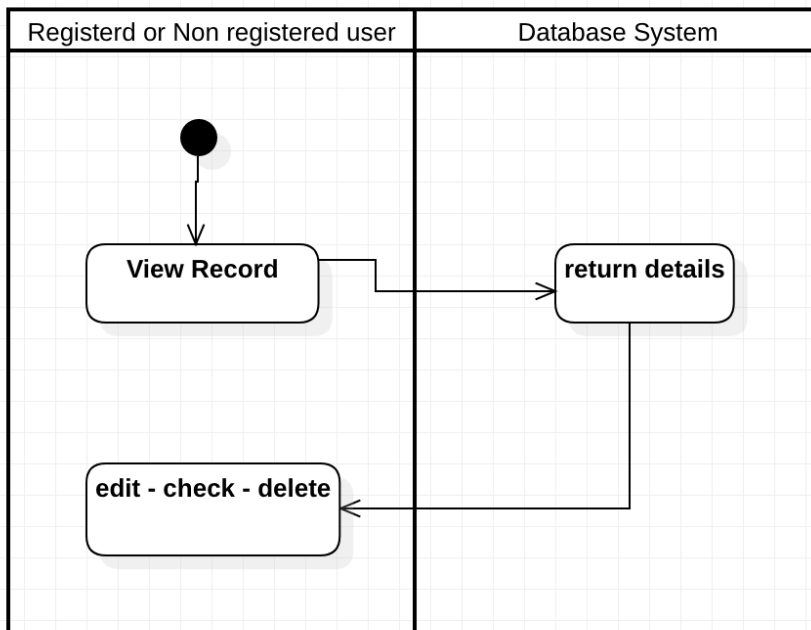 Registerd or Non registered user
Database System
View Record
return details
edit - check - delete